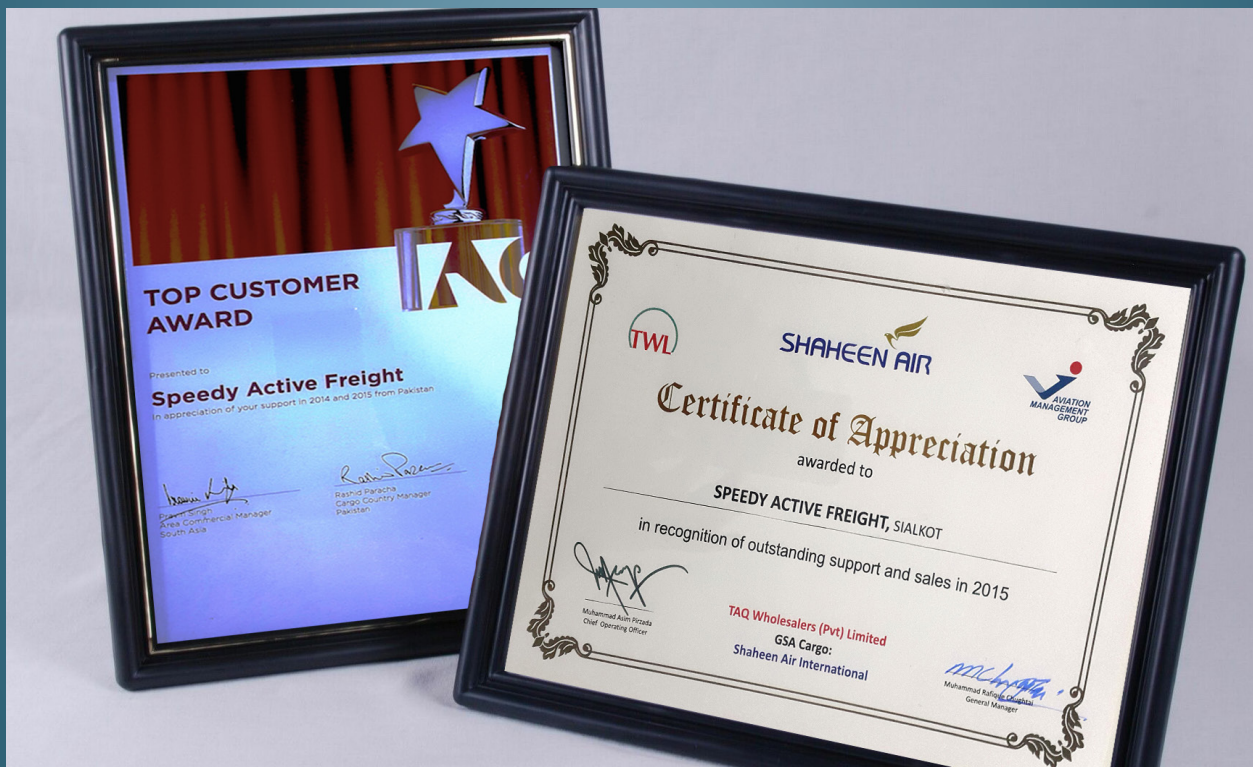 TOP CUSTOMER
AWARD
Presented to
Speedy Active Freight
In appreciation of your support in 2014 and 2015 from Pakistan
Pravin Singh
Area Commercial Manager
South Asia
Rashid Paracha
Cargo Country Manager
Pakistan
TWL
SHAHEEN AIR
AVIATION
MANAGEMENT
GROUP
Certificate of Appreciation
awarded to
SPEEDY ACTIVE FREIGHT, SIALKOT
in recognition of outstanding support and sales in 2015
Muhammad Asim Pirzada
Chief Operating Officer
TAQ Wholesalers (Pvt) Limited
GSA Cargo:
Shaheen Air International
Muhammad Rafique Chughtai
General Manager